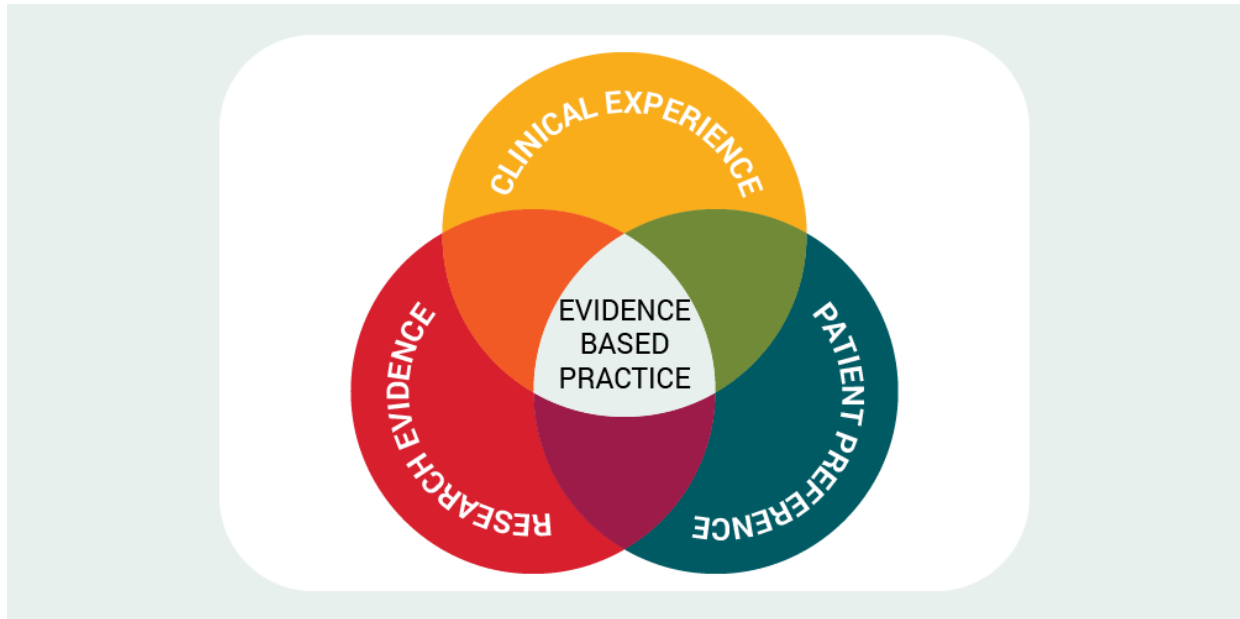 CLINICAL EXPERIENCE
EVIDENCE
BASED
PRACTICE
RESEARCH EVIDENCE
PATIENT PREFERENCE